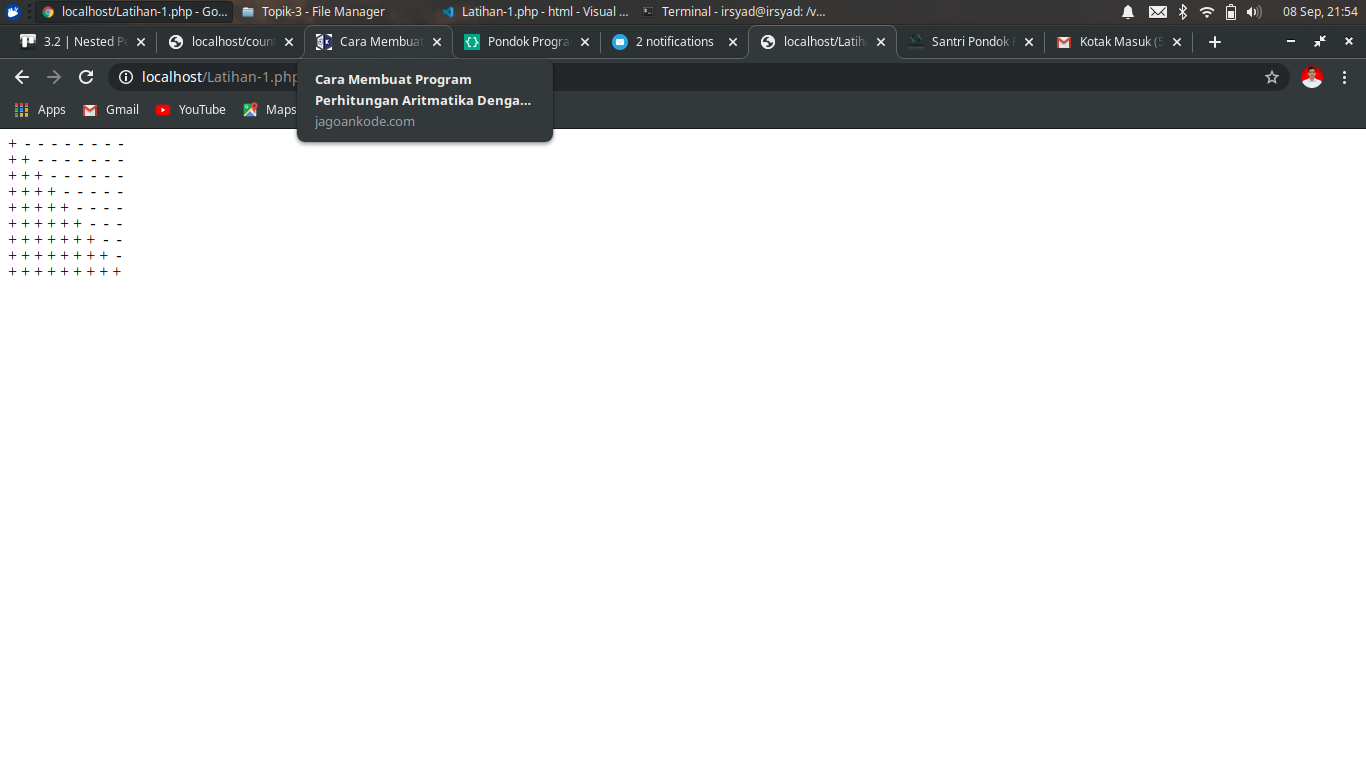 localhost/Latihan-1.php - Go...
Topik-3 - File Manager
Latihan-1.php - html - Visual ...
Terminal - irsyad@irsyad: /v...
08 Sep, 21:54
3.2 | Nested P
localhost/coun
Cara Membuat
Pondok Progra
2 notifications
localhost/Latih
Santri Pondok
Kotak Masuk (5
localhost/Latihan-1.php
Apps
Gmail
YouTube
Maps
Cara Membuat Program
Perhitungan Aritmatika Denga...
jagoankode.com
+ - - - - - - - -
+ + - - - - - - -
+ + + - - - - - -
+ + + + - - - - -
+ + + + + - - - -
+ + + + + + - - -
+ + + + + + + - -
+ + + + + + + + -
+ + + + + + + + +